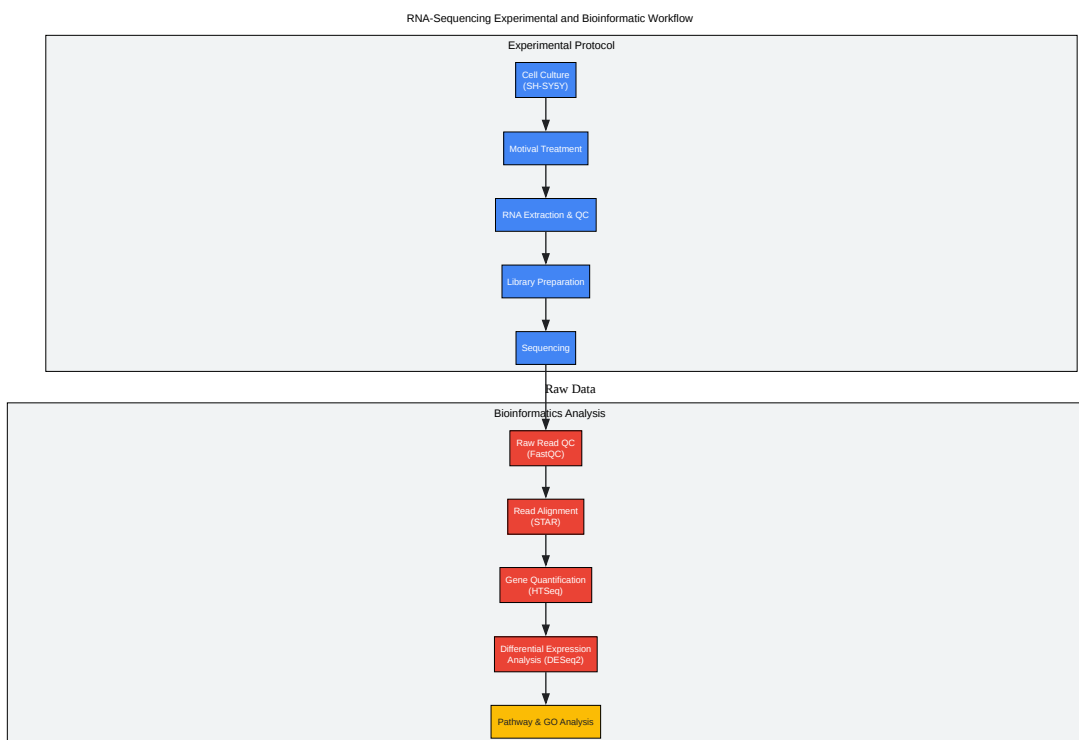 RNA-Sequencing Experimental and Bioinformatic Workflow
Experimental Protocol
Cell Culture
(SH-SY5Y)
Motival Treatment
RNA Extraction & QC
Library Preparation
Sequencing
Raw Data
Bioinformatics Analysis
Raw Read QC
(FastQC)
Read Alignment
(STAR)
Gene Quantification
(HTSeq)
Differential Expression
Analysis (DESeq2)
Pathway & GO Analysis